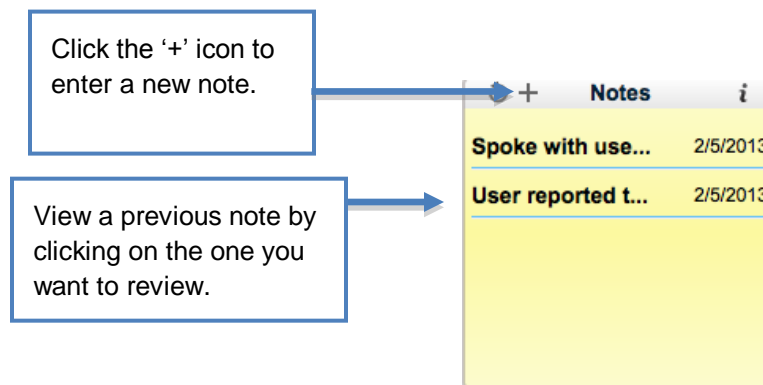 Click the ‘+’ icon to
enter a new note.
+ Notes i
Spoke with use... 2/5/2013
User reported t... 2/5/2013
View a previous note by
clicking on the one you
want to review.